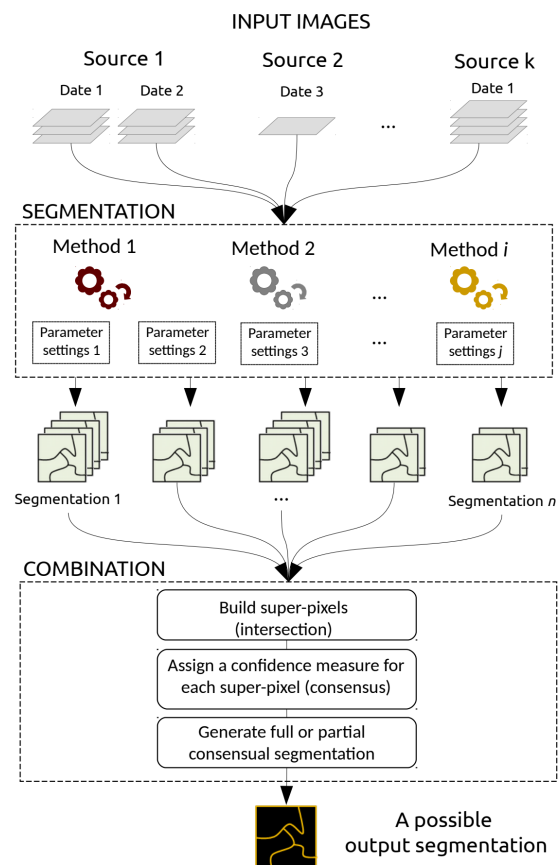 INPUT IMAGES
Source 1
Source 2
Source k
Date 1
Date 2
Date 3
...
Date 1
SEGMENTATION
Method 1
Method 2
Method i
...
Parameter
settings 1
Parameter
settings 2
Parameter
settings 3
...
Parameter
settings j
Segmentation 1
...
Segmentation n
COMBINATION
Build super-pixels
(intersection)
Assign a confidence measure for
each super-pixel (consensus)
Generate full or partial
consensual segmentation
A possible
output segmentation